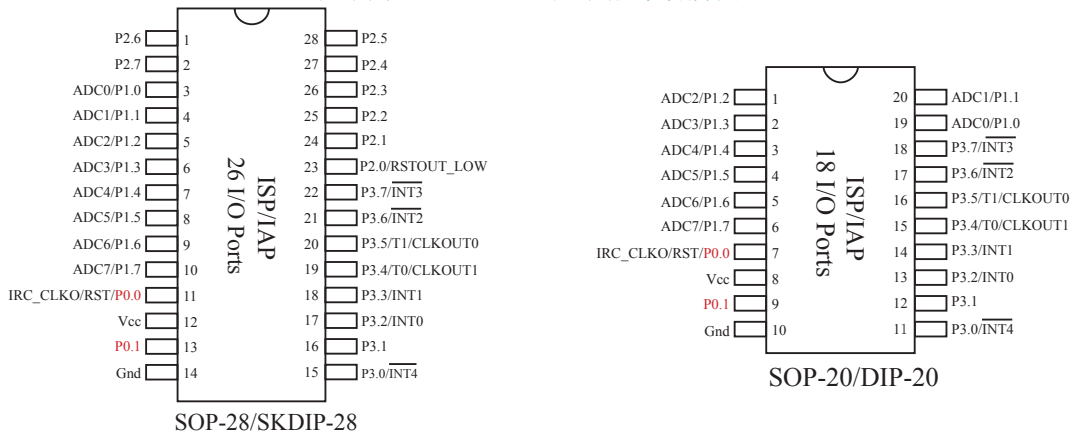 P2.6 1 28 P2.5
P2.7 2 27 P2.4
ADC0/P1.0 3 26 P2.3
ADC1/P1.1 4 25 P2.2
ADC2/P1.2 5 24 P2.1
ADC3/P1.3 6 23 P2.0/RSTOUT_LOW
ADC4/P1.4 7 22 P3.7/INT3
ADC5/P1.5 8 21 P3.6/INT2
ADC6/P1.6 9 20 P3.5/T1/CLKOUT0
ADC7/P1.7 10 19 P3.4/T0/CLKOUT1
IRC_CLKO/RST/P0.0 11 18 P3.3/INT1
Vcc 12 17 P3.2/INT0
P0.1 13 16 P3.1
Gnd 14 15 P3.0/INT4
ISP/IAP
26 I/O Ports
SOP-28/SKDIP-28
ADC2/P1.2 1 20 ADC1/P1.1
ADC3/P1.3 2 19 ADC0/P1.0
ADC4/P1.4 3 18 P3.7/INT3
ADC5/P1.5 4 17 P3.6/INT2
ADC6/P1.6 5 16 P3.5/T1/CLKOUT0
ADC7/P1.7 6 15 P3.4/T0/CLKOUT1
IRC_CLKO/RST/P0.0 7 14 P3.3/INT1
Vcc 8 13 P3.2/INT0
P0.1 9 12 P3.1
Gnd 10 11 P3.0/INT4
ISP/IAP
18 I/O Ports
SOP-20/DIP-20